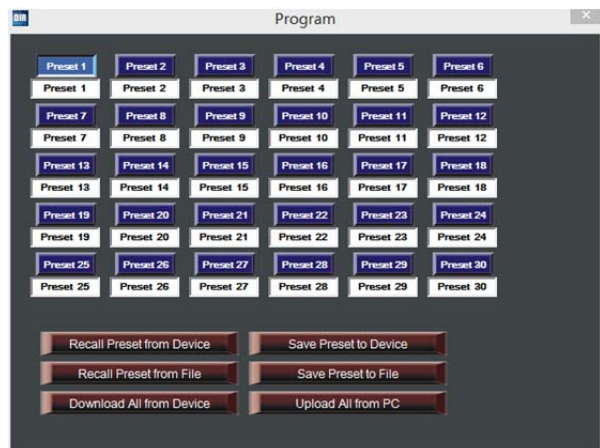 DIR Program X
Preset 1 Preset 2 Preset 3 Preset 4 Preset 5 Preset 6
Preset 1 Preset 2 Preset 3 Preset 4 Preset 5 Preset 6
Preset 7 Preset 8 Preset 9 Preset 10 Preset 11 Preset 12
Preset 7 Preset 8 Preset 9 Preset 10 Preset 11 Preset 12
Preset 13 Preset 14 Preset 15 Preset 16 Preset 17 Preset 18
Preset 13 Preset 14 Preset 15 Preset 16 Preset 17 Preset 18
Preset 19 Preset 20 Preset 21 Preset 22 Preset 23 Preset 24
Preset 19 Preset 20 Preset 21 Preset 22 Preset 23 Preset 24
Preset 25 Preset 26 Preset 27 Preset 28 Preset 29 Preset 30
Preset 25 Preset 26 Preset 27 Preset 28 Preset 29 Preset 30
Recall Preset from Device Save Preset to Device
Recall Preset from File Save Preset to File
Download All from Device Upload All from PC